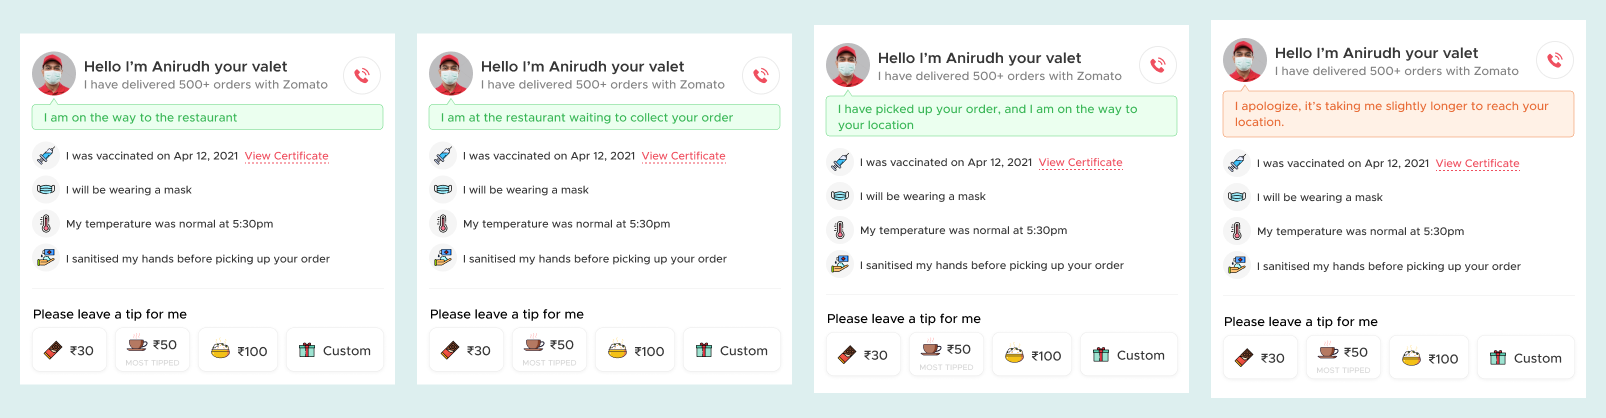 Hello I'm Anirudh your valet
I have delivered 500+ orders with Zomato
I am on the way to the restaurant
I was vaccinated on Apr 12, 2021 View Certificate
I will be wearing a mask
My temperature was normal at 5:30pm
I sanitised my hands before picking up your order
Please leave a tip for me
₹30
₹50
MOST TIPPED
₹100
Custom
Hello I'm Anirudh your valet
I have delivered 500+ orders with Zomato
I am at the restaurant waiting to collect your order
I was vaccinated on Apr 12, 2021 View Certificate
I will be wearing a mask
My temperature was normal at 5:30pm
I sanitised my hands before picking up your order
Please leave a tip for me
₹30
₹50
MOST TIPPED
₹100
Custom
Hello I'm Anirudh your valet
I have delivered 500+ orders with Zomato
I have picked up your order, and I am on the way to
your location
I was vaccinated on Apr 12, 2021 View Certificate
I will be wearing a mask
My temperature was normal at 5:30pm
I sanitised my hands before picking up your order
Please leave a tip for me
₹30
₹50
MOST TIPPED
₹100
Custom
Hello I'm Anirudh your valet
I have delivered 500+ orders with Zomato
I apologize, it's taking me slightly longer to reach your
location.
I was vaccinated on Apr 12, 2021 View Certificate
I will be wearing a mask
My temperature was normal at 5:30pm
I sanitised my hands before picking up your order
Please leave a tip for me
₹30
₹50
MOST TIPPED
₹100
Custom